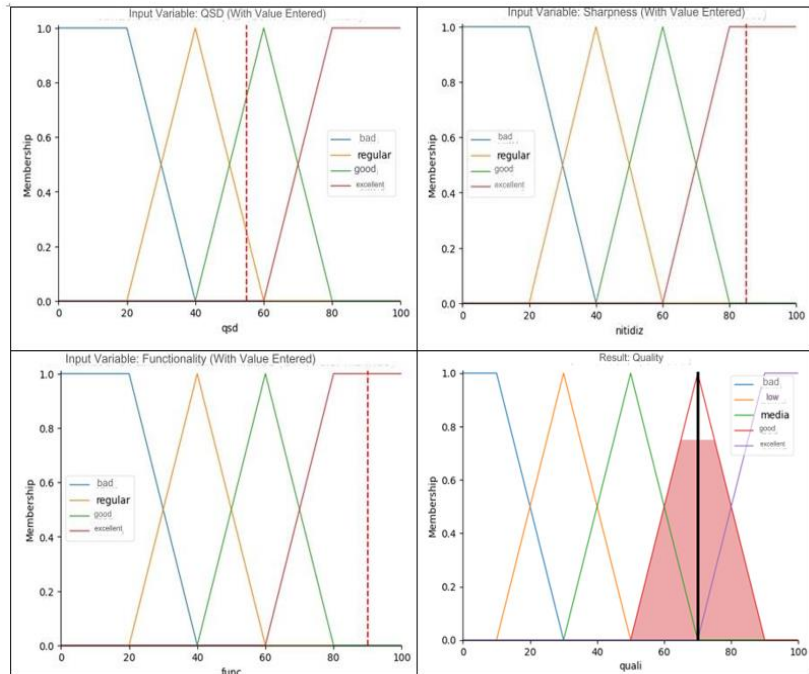 Input Variable: QSD (With Value Entered)
Membership
1.0
0.8
0.6
0.4
0.2
0.0
bad
regular
good
excellent
0 20 40 60 80 100
qsd
Input Variable: Sharpness (With Value Entered)
Membership
1.0
0.8
0.6
0.4
0.2
0.0
bad
regular
good
excellent
0 20 40 60 80 100
nitidiz
Input Variable: Functionality (With Value Entered)
Membership
1.0
0.8
0.6
0.4
0.2
0.0
bad
regular
good
excellent
0 20 40 60 80 100
func
Result: Quality
Membership
1.0
0.8
0.6
0.4
0.2
0.0
bad
low
media
good
excellent
0 20 40 60 80 100
quali